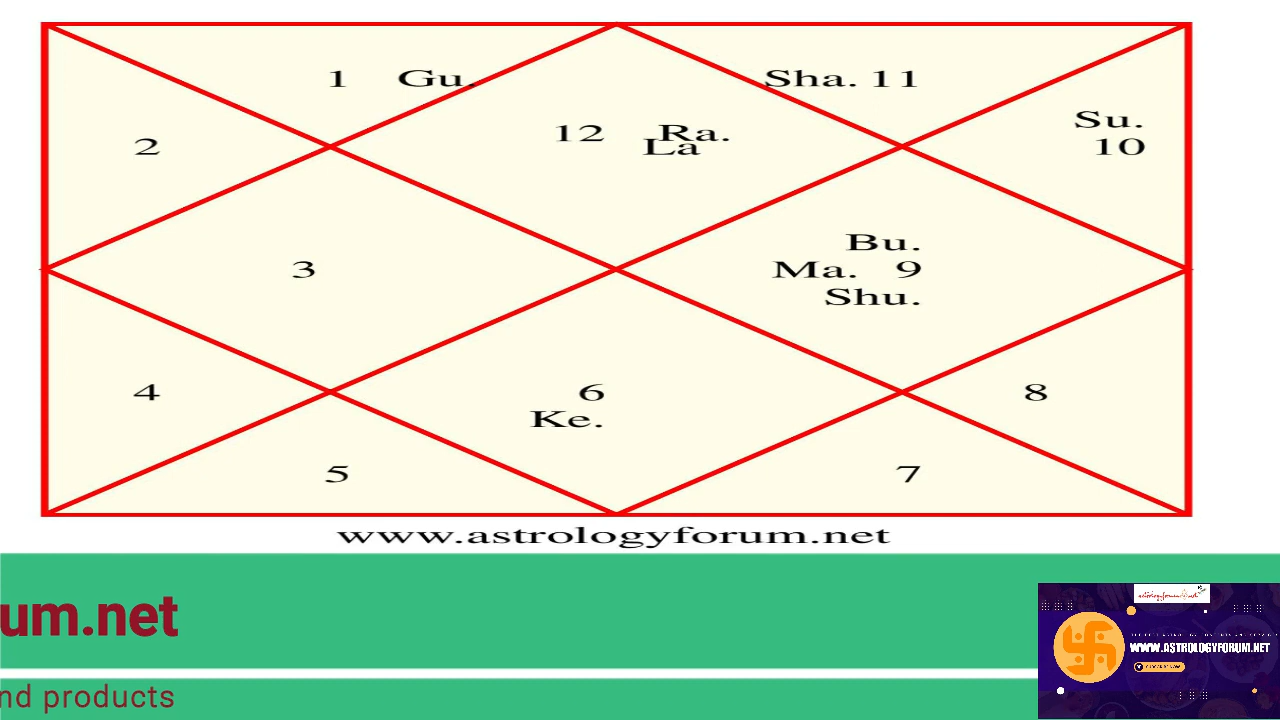 1 Gu.
Sha. 11
Su.
10
2
12 Ra.
La
Bu.
3
Ma. 9
Shu.
4
6
8
Ke.
5
7
www.astrologyforum.net
um.net
nd products
WWW.ASTROLOGYFORUM.NET